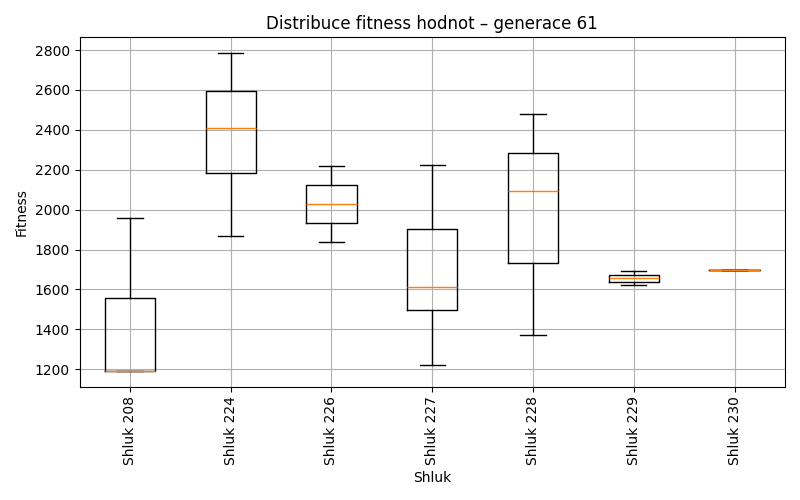 Distribuce fitness hodnot – generace 61
2800
2600
2400
2200
2000
1800
1600
1400
1200
Fitness
Shluk 208
Shluk 224
Shluk 226
Shluk 227
Shluk 228
Shluk 229
Shluk 230
Shluk